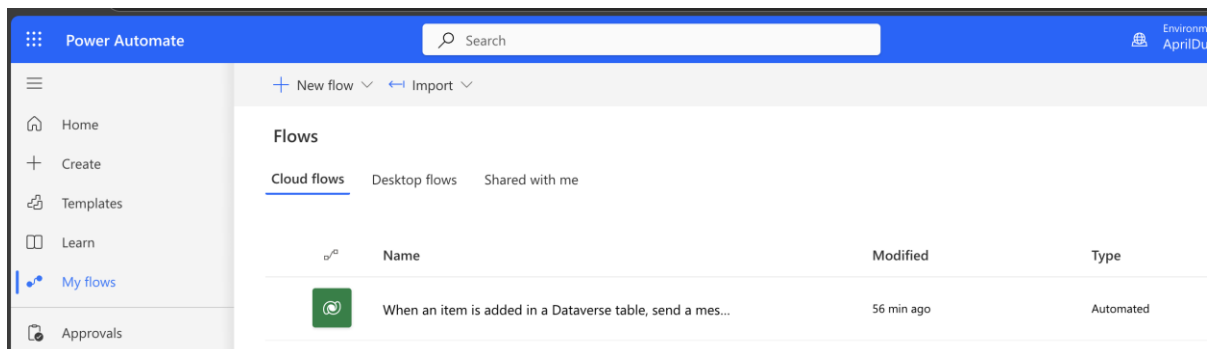 Power Automate
Search
Environm
AprilDu
New flow
Import
Home
Create
Templates
Learn
My flows
Approvals
Flows
Cloud flows Desktop flows Shared with me
Name Modified Type
When an item is added in a Dataverse table, send a mes... 56 min ago Automated